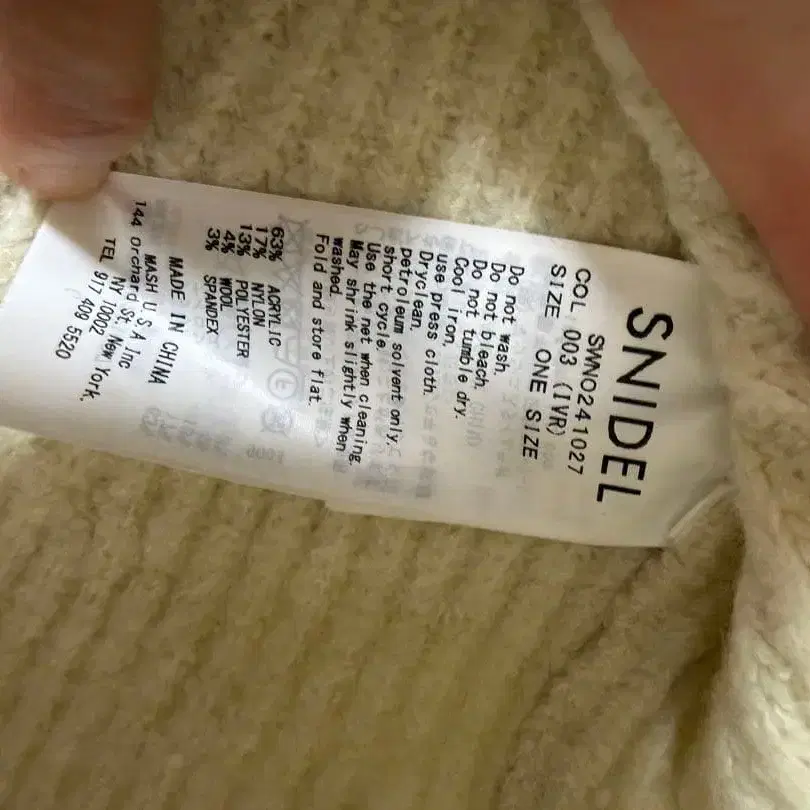 SNIDEL
SWNO241027
COL 003 (IVR)
SIZE ONE SIZE
Do not wash.
Do not bleach.
Do not tumble dry.
Cool iron.
use press cloth.
Dryclean.
petroleum solvent only.
short cycle.
Use the net when cleaning.
May shrink slightly when
washed.
Fold and store flat.
63% ACRYLIC
17% NYLON
13% POLYESTER
4% WOOL
3% SPANDEX
MADE IN CHINA
MASH U.S.A Inc
144 Orchard St. New York,
NY 10002
TEL 917 409 5520